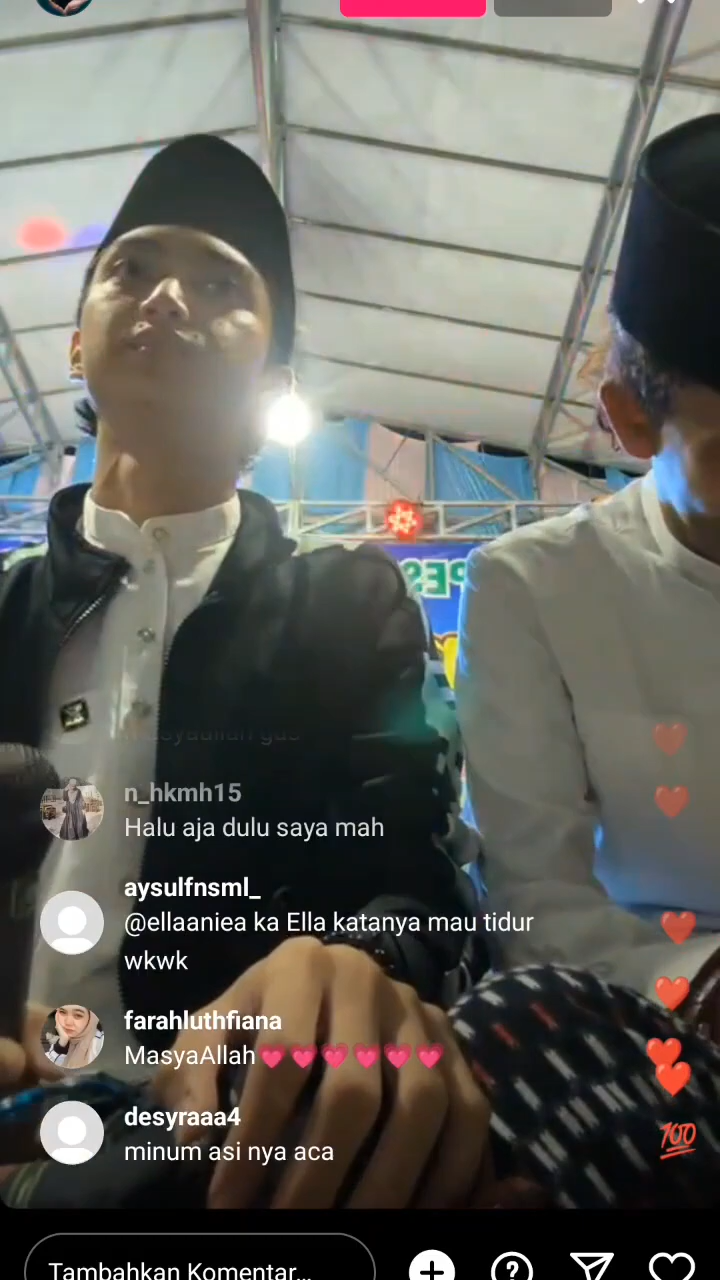 n_hkmh15
Halu aja dulu saya mah
aysulfnsml_
@ellaaniea ka Ella katanya mau tidur
wkwk
farahluthfiana
MasyaAllah💗💗💗💗💗💗
desyraaa4
minum asi nya aca
💯
Tambahkan Komentar...